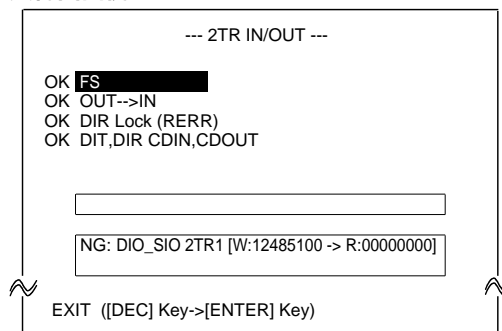 --- 2TR IN/OUT ---
OK FS
OK OUT-->IN
OK DIR Lock (RERR)
OK DIT,DIR CDIN,CDOUT
NG: DIO_SIO 2TR1 [W:12485100 -> R:00000000]
EXIT ([DEC] Key->[ENTER] Key)